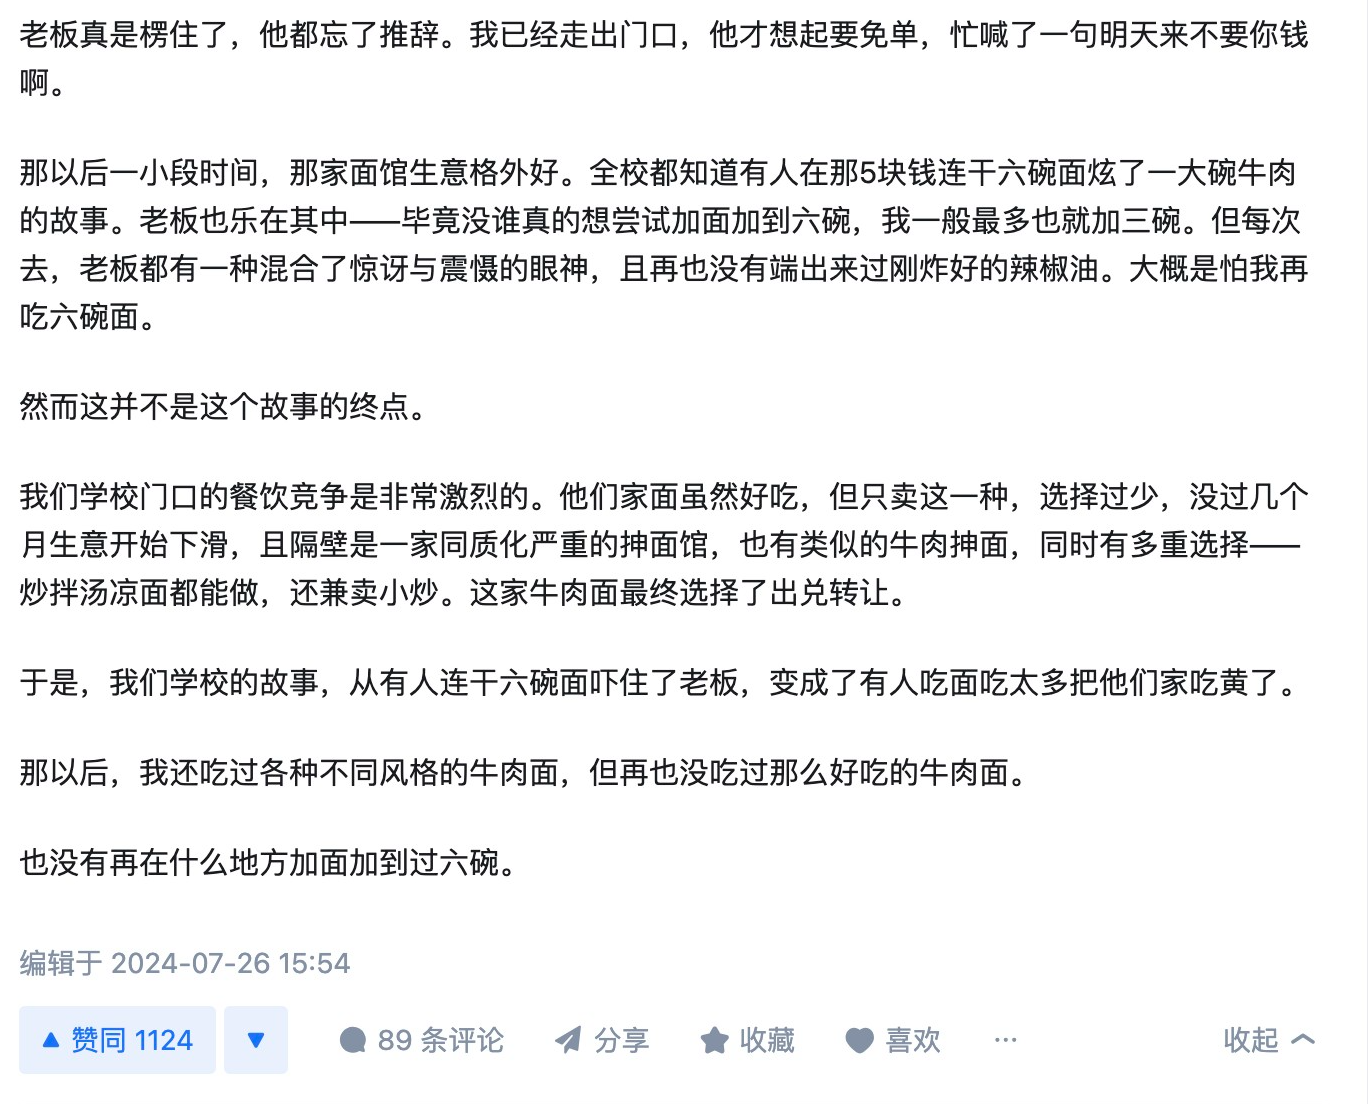 老板真是楞住了，他都忘了推辞。我已经走出门口，他才想起要免单，忙喊了一句明天来不要你钱
啊。
那以后一小段时间，那家面馆生意格外好。全校都知道有人在那5块钱连干六碗面炫了一大碗牛肉
的故事。老板也乐在其中——毕竟没谁真的想尝试加面加到六碗，我一般最多也就加三碗。但每次
去，老板都有一种混合了惊讶与震慑的眼神，且再也没有端出来过刚炸好的辣椒油。大概是怕我再
吃六碗面。
然而这并不是这个故事的终点。
我们学校门口的餐饮竞争是非常激烈的。他们家面虽然好吃，但只卖这一种，选择过少，没过几个
月生意开始下滑，且隔壁是一家同质化严重的抻面馆，也有类似的牛肉抻面，同时有多重选择——
炒拌汤凉面都能做，还兼卖小炒。这家牛肉面最终选择了出兑转让。
于是，我们学校的故事，从有人连干六碗面吓住了老板，变成了有人吃面吃太多把他们家吃黄了。
那以后，我还吃过各种不同风格的牛肉面，但再也没吃过那么好吃的牛肉面。
也没有再在什么地方加面加到过六碗。
编辑于 2024-07-26 15:54
▲ 赞同 1124 ▼ 89 条评论 分享 收藏 喜欢 ··· 收起